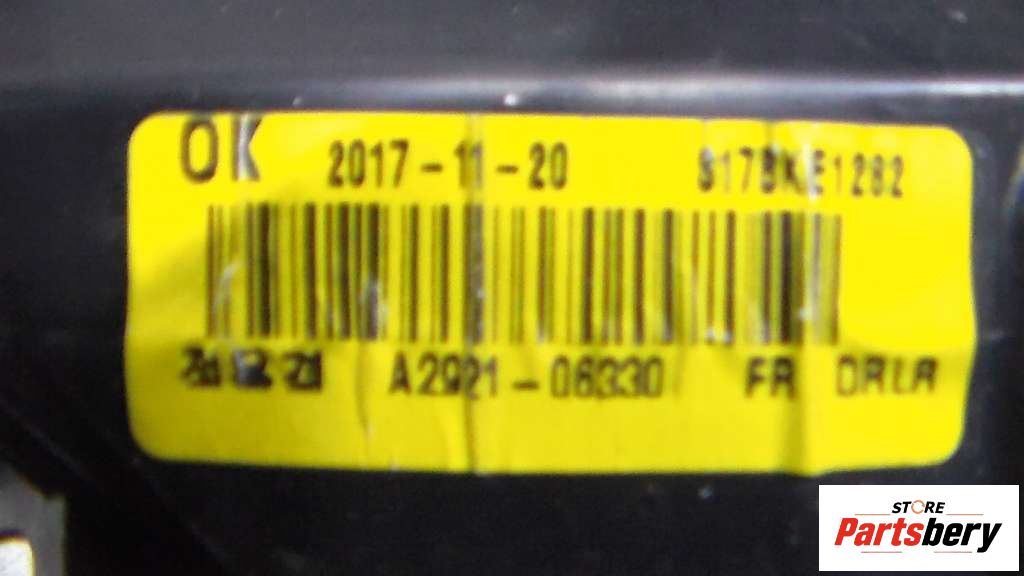 OK 2017-11-20
A2921-06330 FR DRLR
STORE
Partsbery